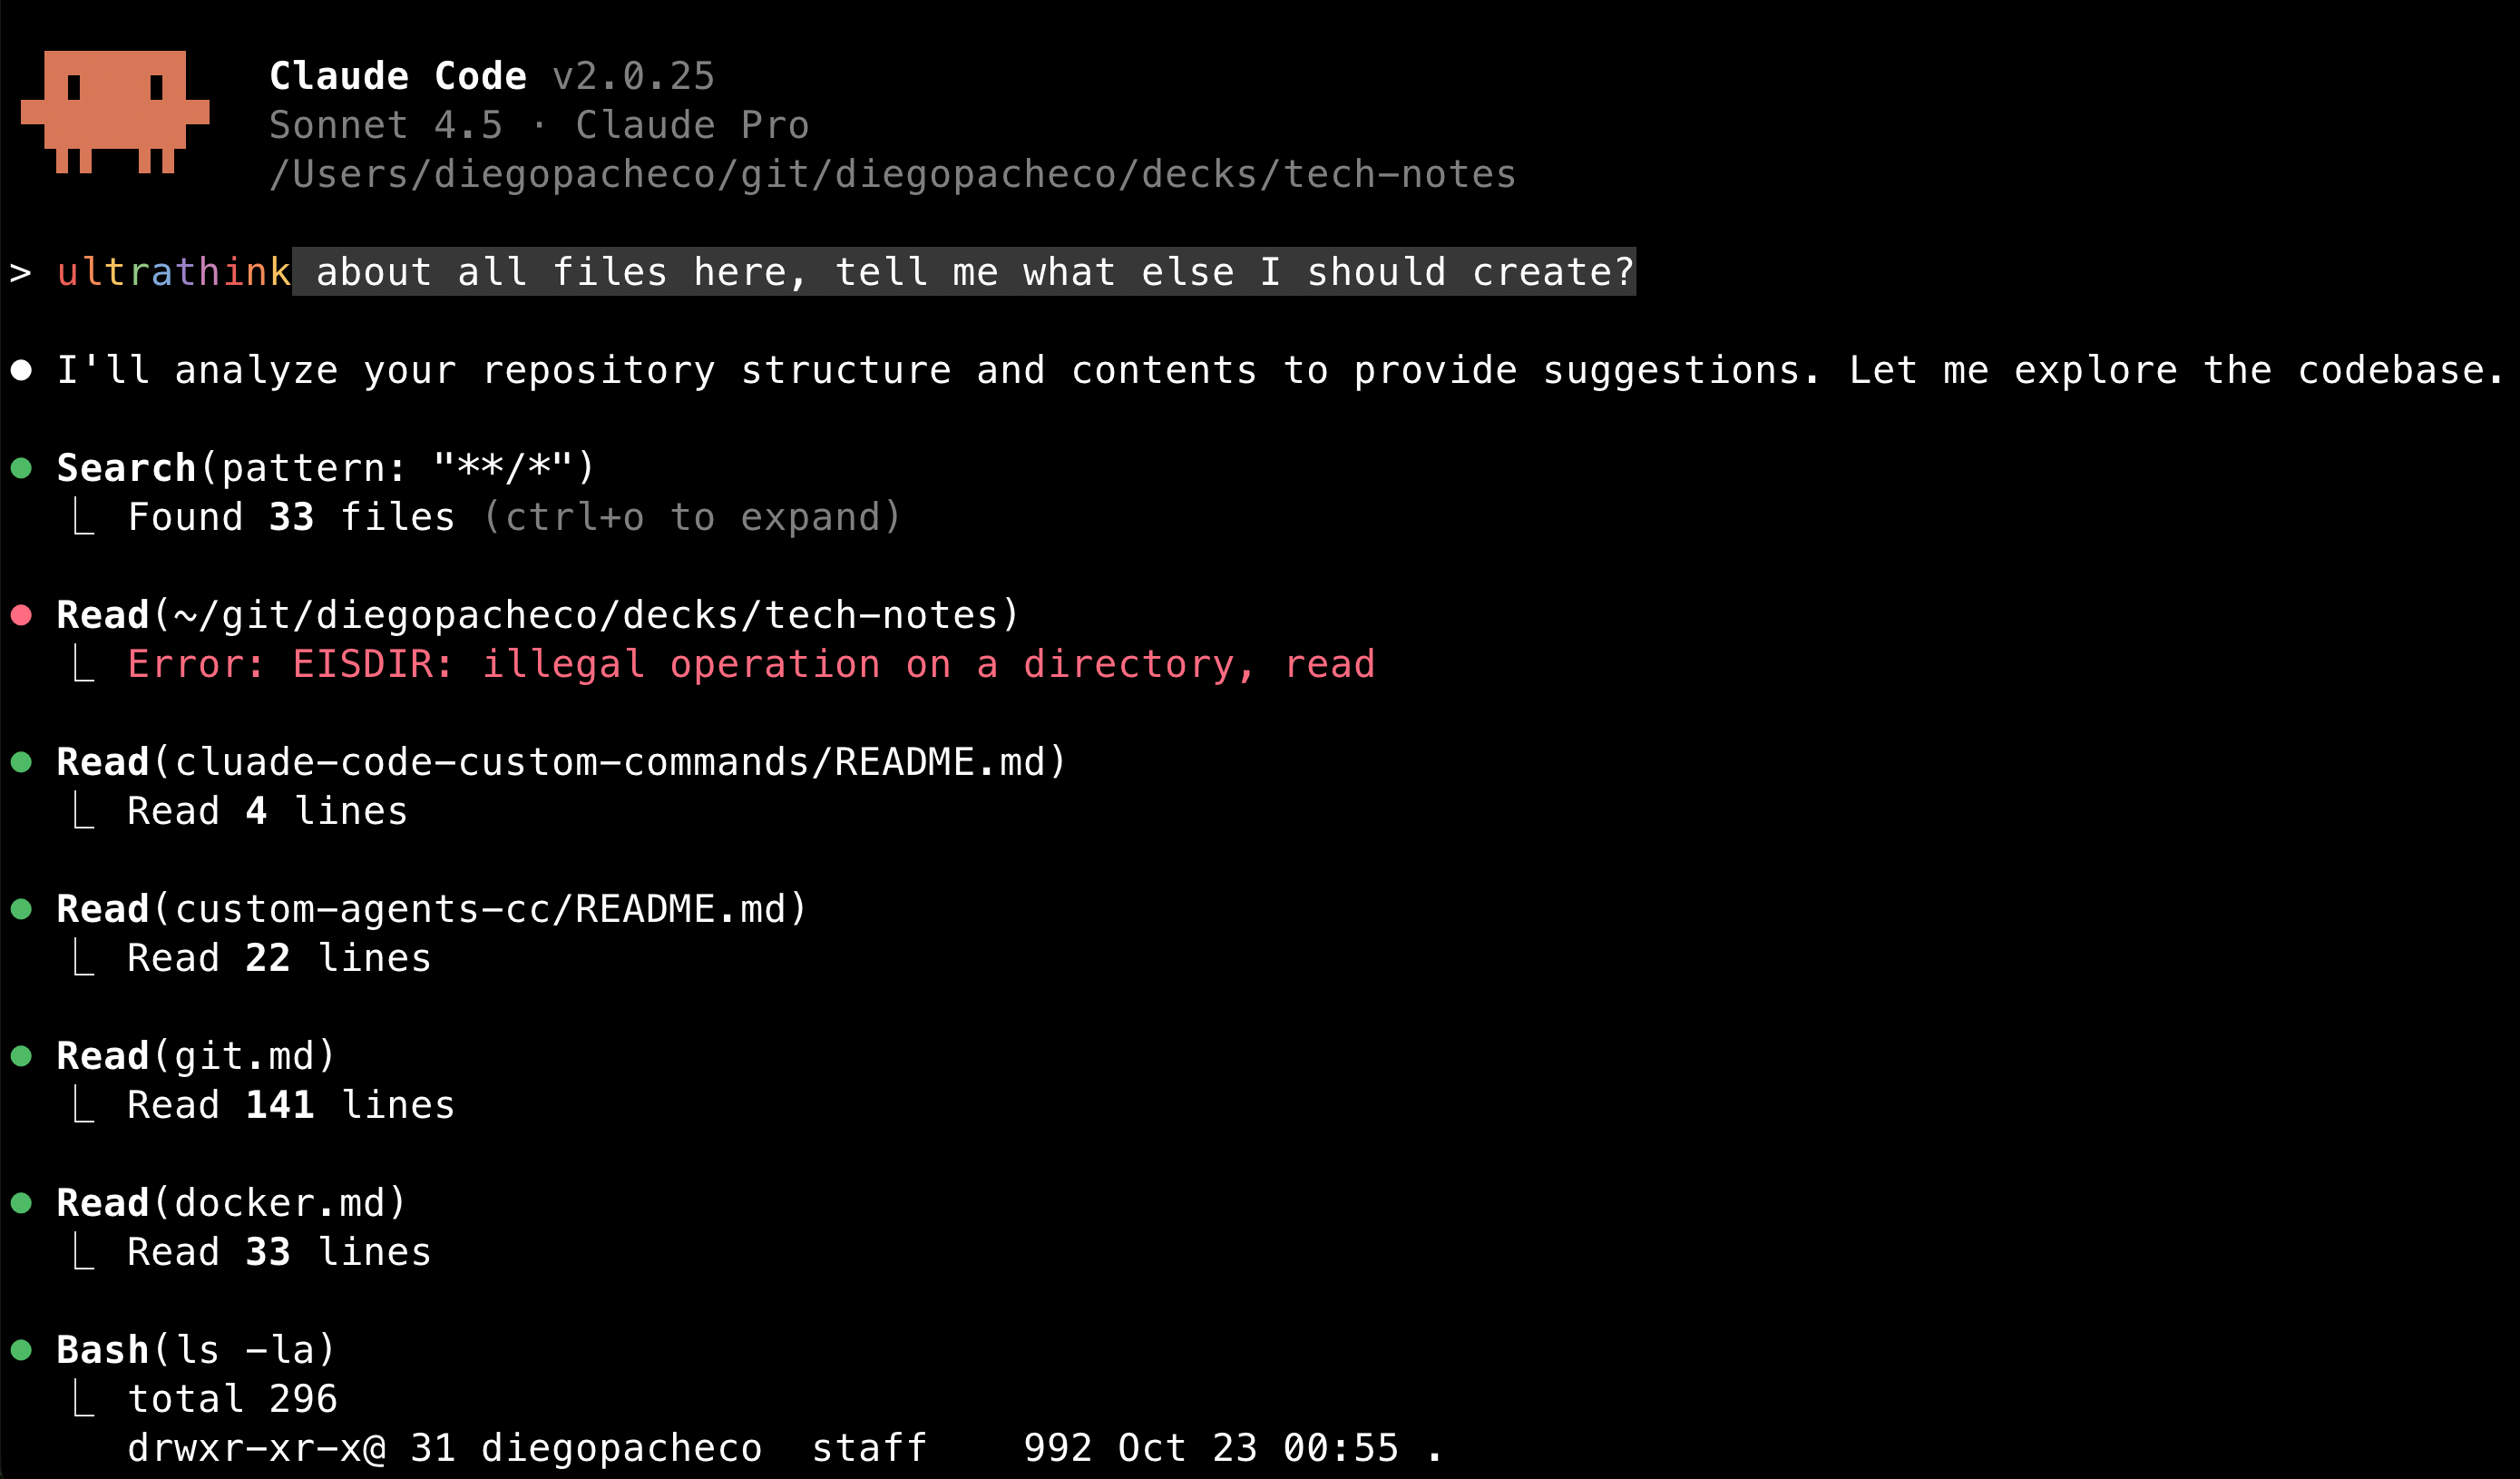 Claude Code v2.0.25
Sonnet 4.5 · Claude Pro
/Users/diegopacheco/git/diegopacheco/decks/tech-notes
> ultrathink about all files here, tell me what else I should create?
● I'll analyze your repository structure and contents to provide suggestions. Let me explore the codebase.
● Search(pattern: "**/*")
⎿ Found 33 files (ctrl+o to expand)
● Read(~/git/diegopacheco/decks/tech-notes)
⎿ Error: EISDIR: illegal operation on a directory, read
● Read(cluade-code-custom-commands/README.md)
⎿ Read 4 lines
● Read(custom-agents-cc/README.md)
⎿ Read 22 lines
● Read(git.md)
⎿ Read 141 lines
● Read(docker.md)
⎿ Read 33 lines
● Bash(ls -la)
⎿ total 296
drwxr-xr-x@ 31 diegopacheco  staff    992 Oct 23 00:55 .